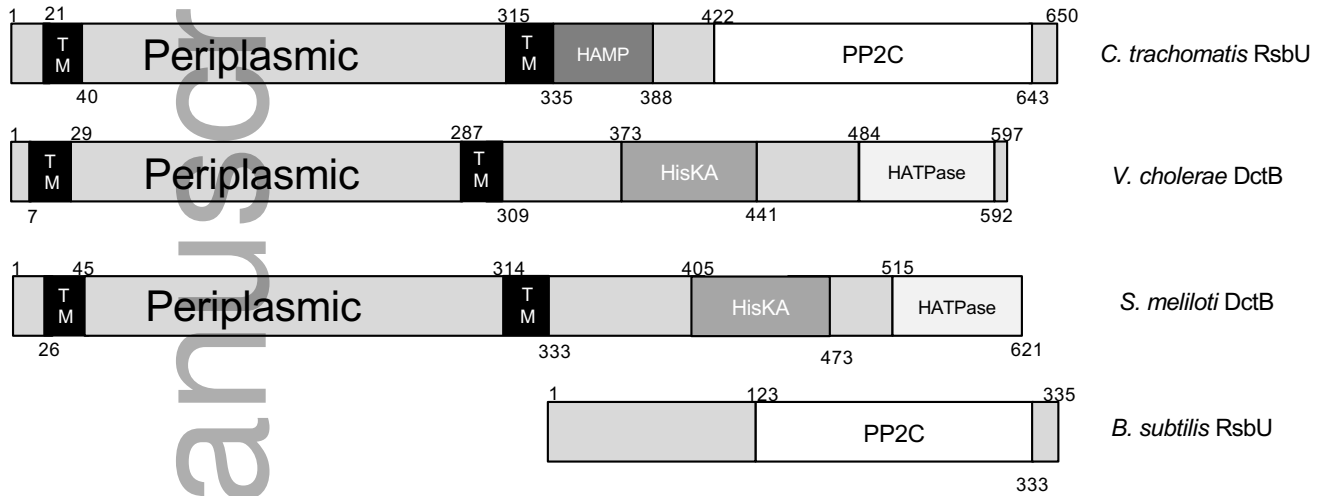 1 21 315 422 650
TM Periplasmic TM HAMP PP2C C. trachomatis RsbU
40 335 388 643
1 29 287 373 484 597
TM Periplasmic TM HisKA HATPase V. cholerae DctB
7 309 441 592
1 45 314 405 515
TM Periplasmic TM HisKA HATPase S. meliloti DctB
26 333 473 621
1 123 335
PP2C B. subtilis RsbU
333
anuscr